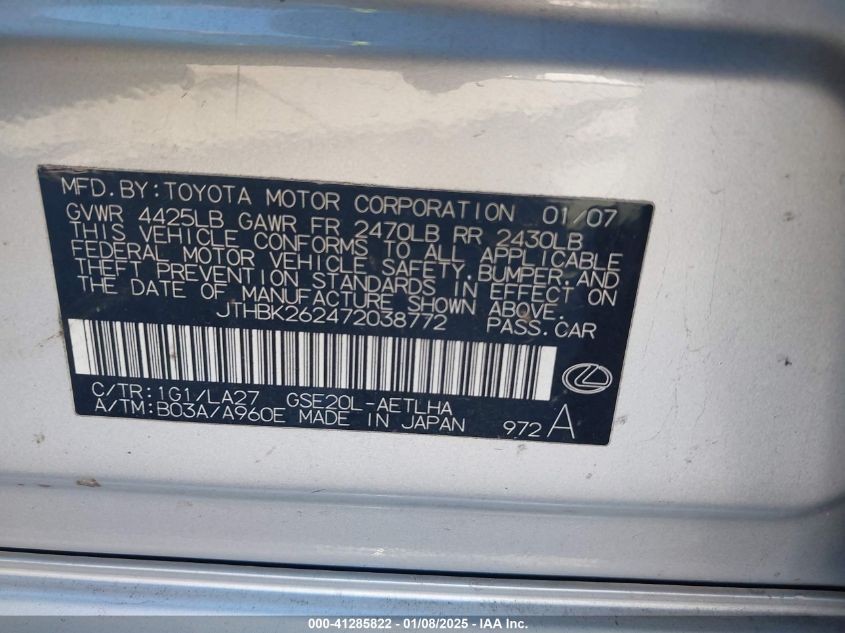 MFD. BY: TOYOTA MOTOR CORPORATION 01/07
GVWR 4425LB GAWR FR 2470LB RR 2430LB
THIS VEHICLE CONFORMS TO ALL APPLICABLE
FEDERAL MOTOR VEHICLE SAFETY, BUMPER, AND
THEFT PREVENTION STANDARDS IN EFFECT ON
THE DATE OF MANUFACTURE SHOWN ABOVE.
JTHBK262472038772 PASS. CAR
C/TR: 1G1/LA27 GSE20L-AETLHA
A/TM: B03A/A960E MADE IN JAPAN 972 A
000-41285822 - 01/08/2025 - IAA Inc.